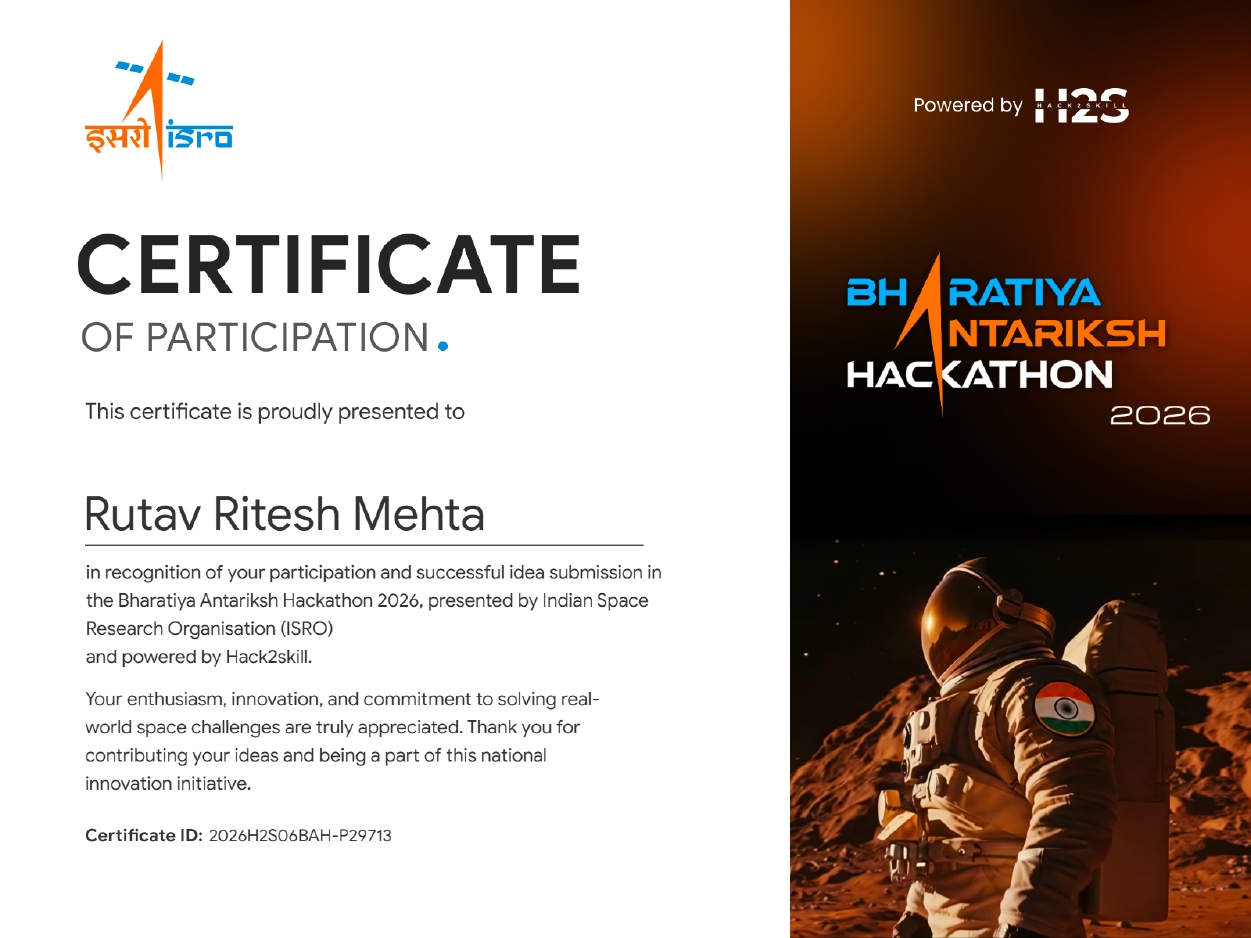 इसरो isro
CERTIFICATE
OF PARTICIPATION.
This certificate is proudly presented to
Rutav Ritesh Mehta
in recognition of your participation and successful idea submission in
the Bharatiya Antariksh Hackathon 2026, presented by Indian Space
Research Organisation (ISRO)
and powered by Hack2skill.
Your enthusiasm, innovation, and commitment to solving real-
world space challenges are truly appreciated. Thank you for
contributing your ideas and being a part of this national
innovation initiative.
Certificate ID: 2026H2S06BAH-P29713
Powered by H2S
HACK2SKILL
BHARATIYA
ANTARIKSH
HACKATHON
2026